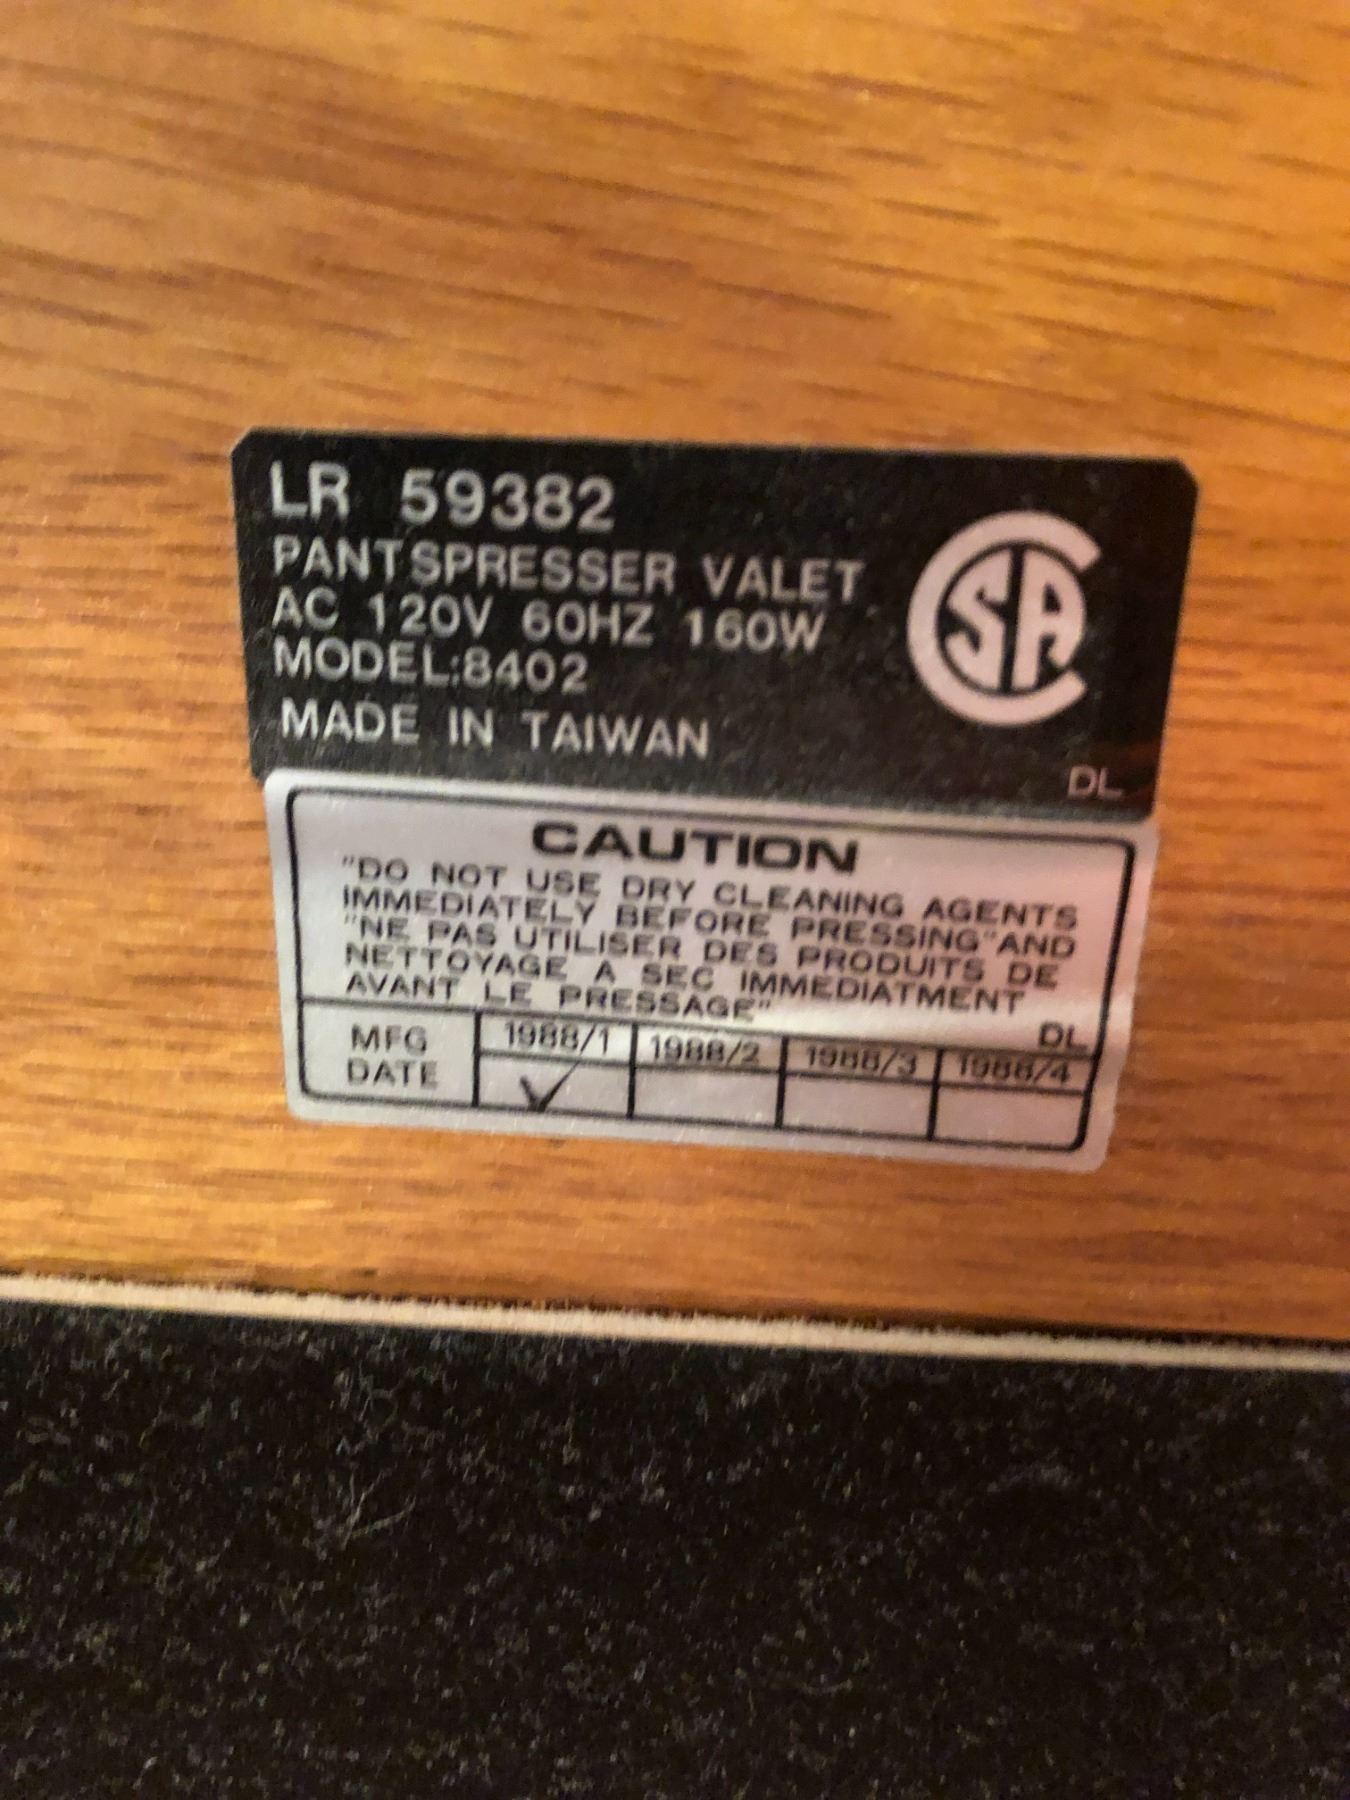 LR 59382
PANTSPRESSER VALET
AC 120V 60HZ 160W
MODEL:8402
MADE IN TAIWAN
CSA
DL
CAUTION
"DO NOT USE DRY CLEANING AGENTS
IMMEDIATELY BEFORE PRESSING"AND
"NE PAS UTILISER DES PRODUITS DE
NETTOYAGE A SEC IMMEDIATMENT
AVANT LE PRESSAGE"
DL
MFG DATE 1988/1 1988/2 1988/3 1988/4